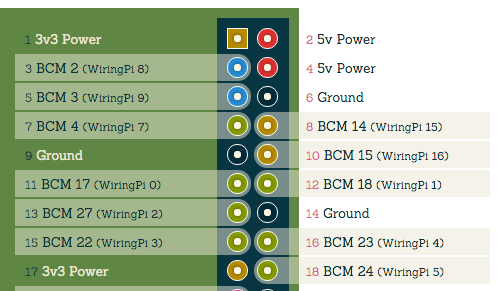 1 3v3 Power
2 5v Power
3 BCM 2 (WiringPi 8)
4 5v Power
5 BCM 3 (WiringPi 9)
6 Ground
7 BCM 4 (WiringPi 7)
8 BCM 14 (WiringPi 15)
9 Ground
10 BCM 15 (WiringPi 16)
11 BCM 17 (WiringPi 0)
12 BCM 18 (WiringPi 1)
13 BCM 27 (WiringPi 2)
14 Ground
15 BCM 22 (WiringPi 3)
16 BCM 23 (WiringPi 4)
17 3v3 Power
18 BCM 24 (WiringPi 5)